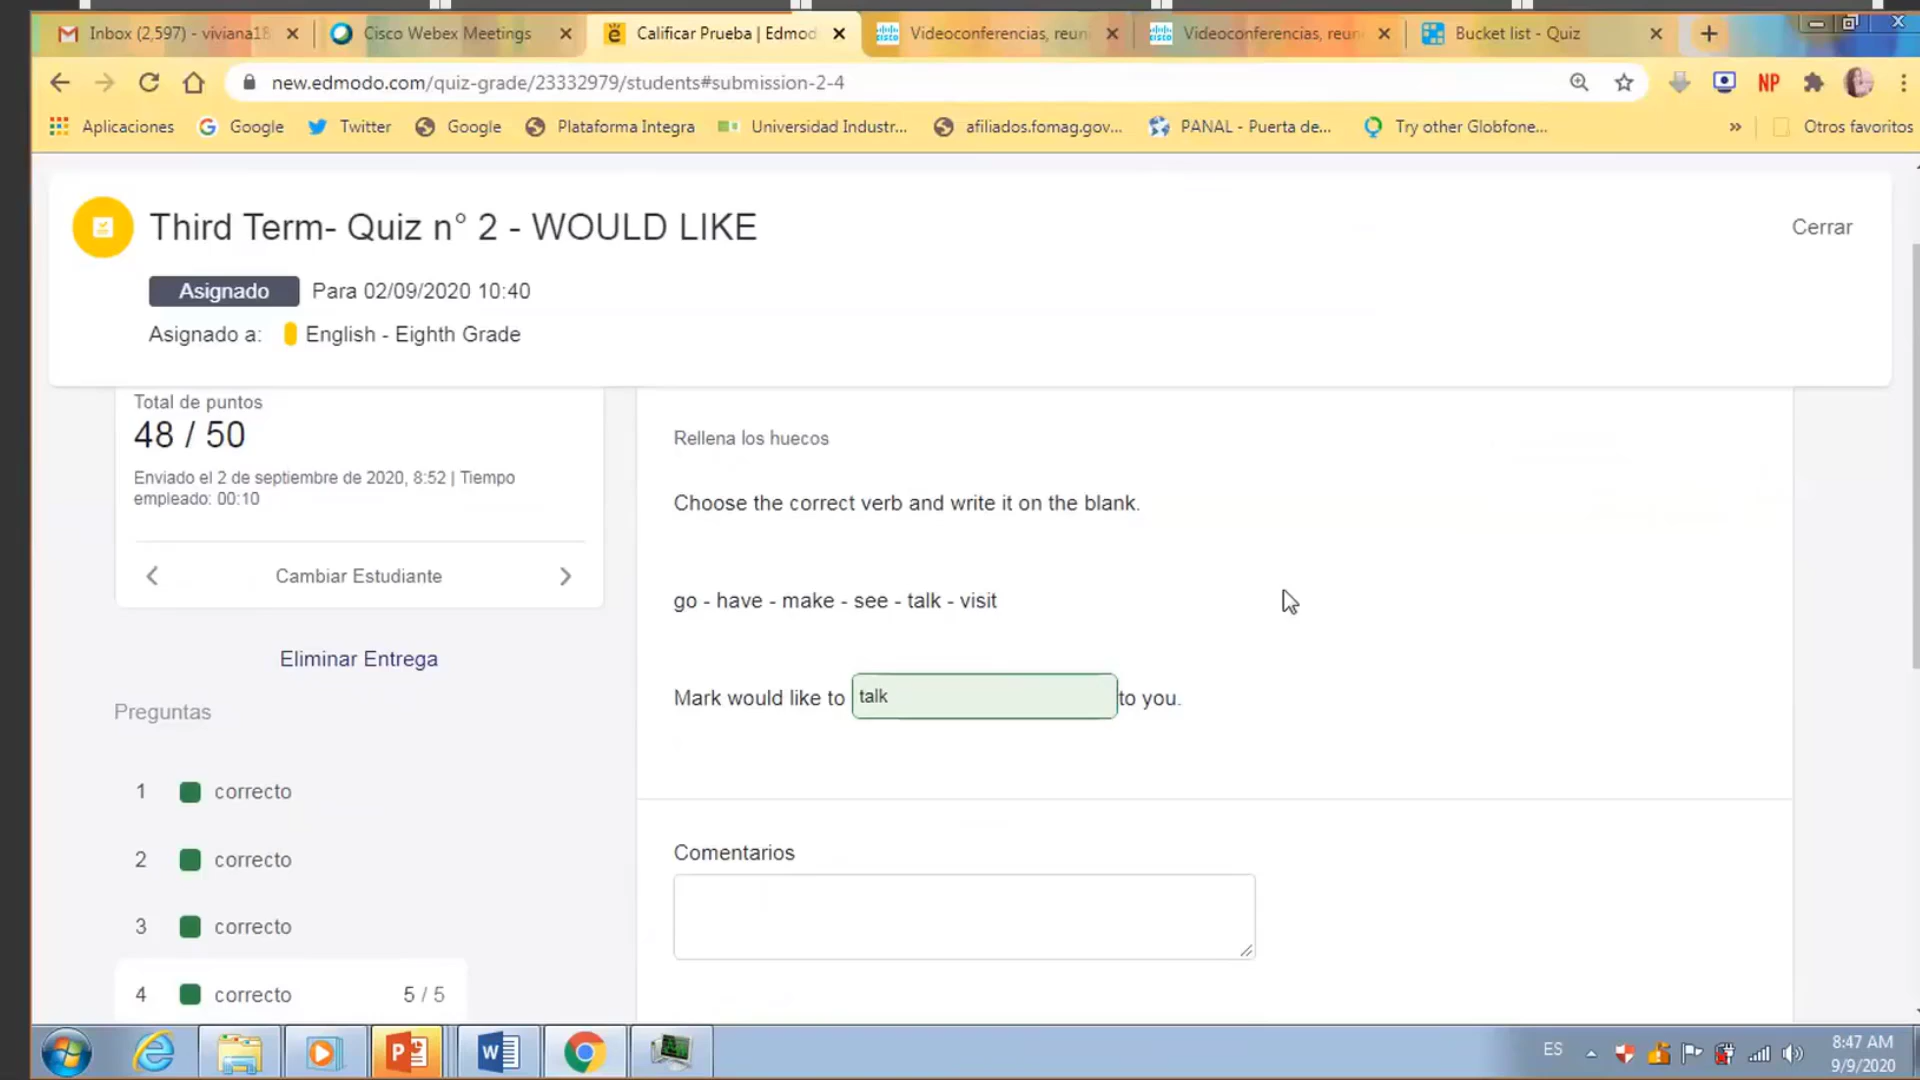 Inbox (2,597) - viviana18
Cisco Webex Meetings
Calificar Prueba | Edmod
Videoconferencias, reun
Videoconferencias, reun
Bucket list - Quiz
new.edmodo.com/quiz-grade/23332979/students#submission-2-4
NP
Aplicaciones
Google
Twitter
Google
Plataforma Integra
Universidad Industr...
afiliados.fomag.gov...
PANAL - Puerta de...
Try other Globfone...
»
Otros favoritos
Third Term- Quiz n° 2 - WOULD LIKE
Cerrar
Asignado Para 02/09/2020 10:40
Asignado a: English - Eighth Grade
Total de puntos
48 / 50
Enviado el 2 de septiembre de 2020, 8:52 | Tiempo
empleado: 00:10
Cambiar Estudiante
Eliminar Entrega
Preguntas
1 correcto
2 correcto
3 correcto
4 correcto 5 / 5
Rellena los huecos
Choose the correct verb and write it on the blank.
go - have - make - see - talk - visit
Mark would like to talk to you.
Comentarios
ES
8:47 AM
9/9/2020